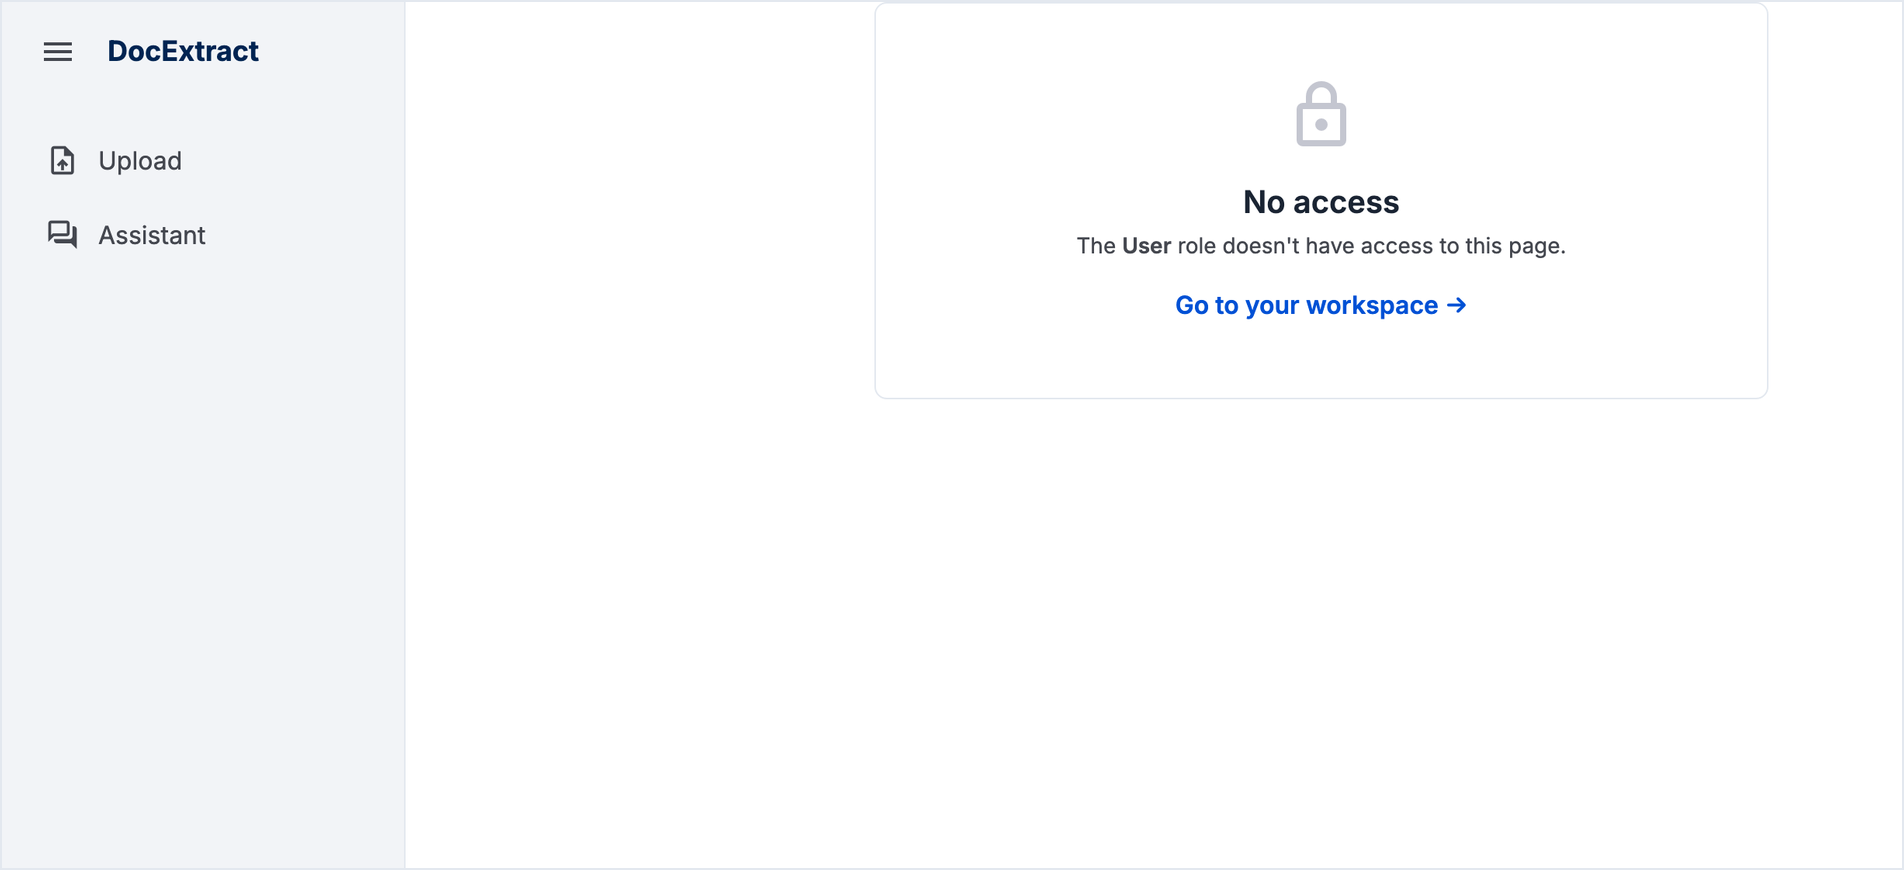 DocExtract
Upload
Assistant
No access
The User role doesn't have access to this page.
Go to your workspace →